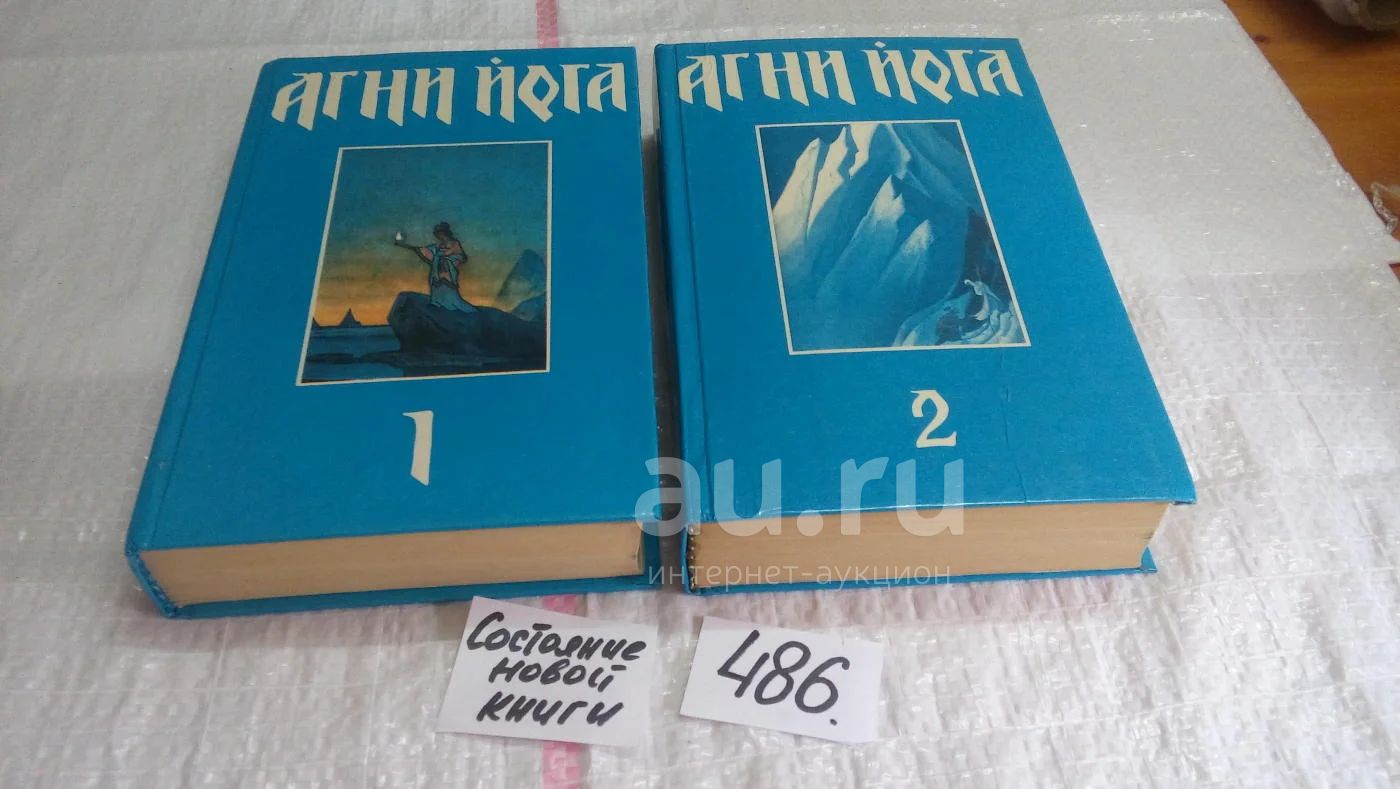 АГНИ ЙОГА
1
АГНИ ЙОГА
2
au.ru
интернет-аукцион
Состояние
новой
книги
486.